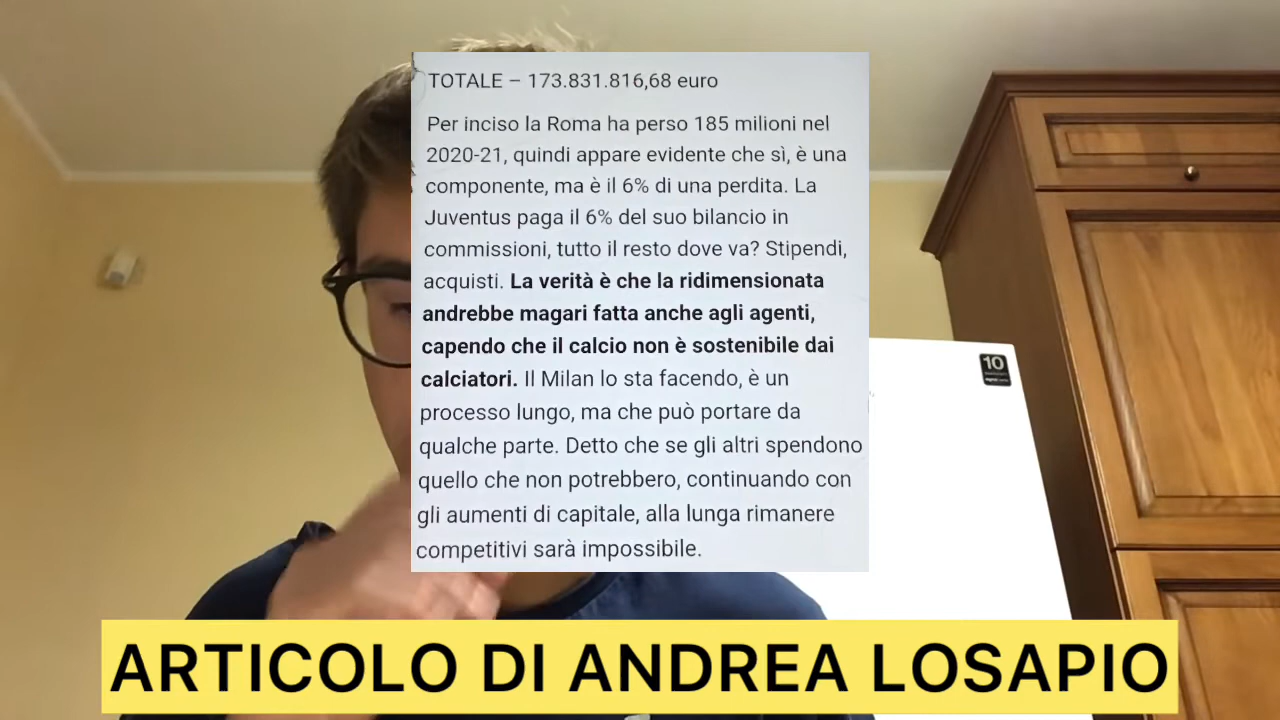 TOTALE – 173.831.816,68 euro
Per inciso la Roma ha perso 185 milioni nel
2020-21, quindi appare evidente che sì, è una
componente, ma è il 6% di una perdita. La
Juventus paga il 6% del suo bilancio in
commissioni, tutto il resto dove va? Stipendi,
acquisti. La verità è che la ridimensionata
andrebbe magari fatta anche agli agenti,
capendo che il calcio non è sostenibile dai
calciatori. Il Milan lo sta facendo, è un
processo lungo, ma che può portare da
qualche parte. Detto che se gli altri spendono
quello che non potrebbero, continuando con
gli aumenti di capitale, alla lunga rimanere
competitivi sarà impossibile.
10
ARTICOLO DI ANDREA LOSAPIO